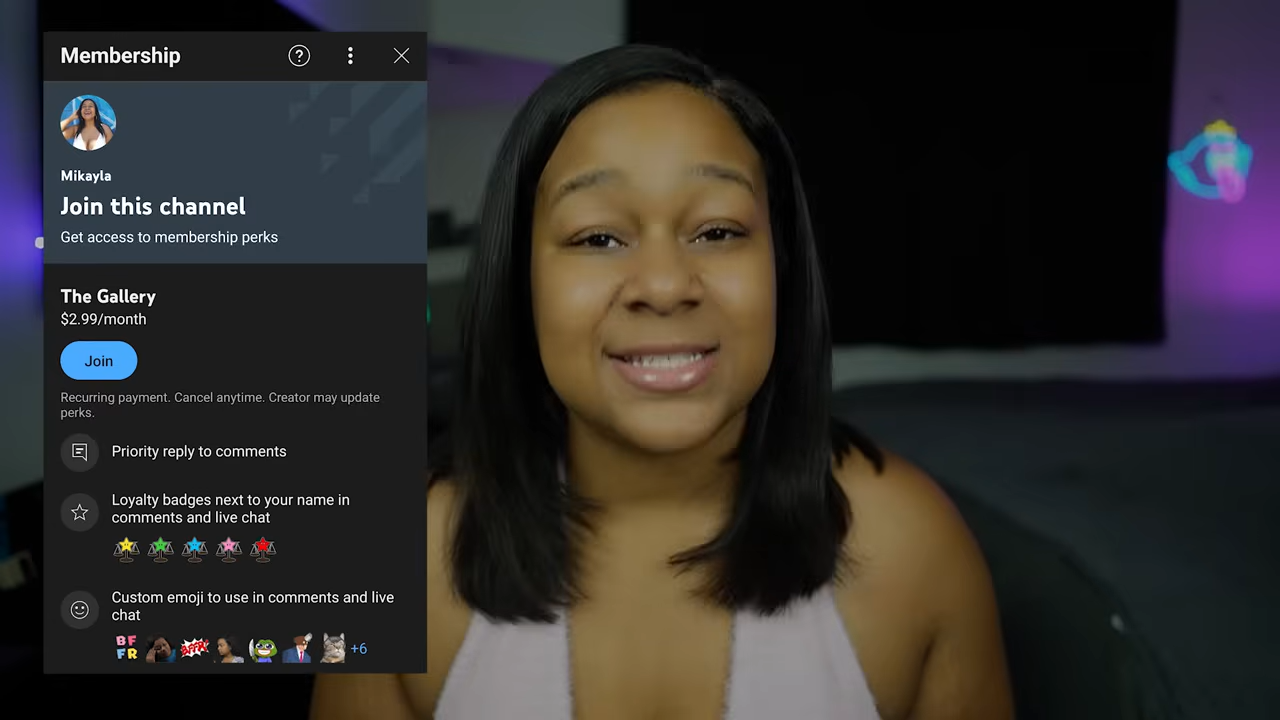 Membership
Mikayla
Join this channel
Get access to membership perks
The Gallery
$2.99/month
Join
Recurring payment. Cancel anytime. Creator may update
perks.
Priority reply to comments
Loyalty badges next to your name in
comments and live chat
Custom emoji to use in comments and live
chat
BF
FR
+6